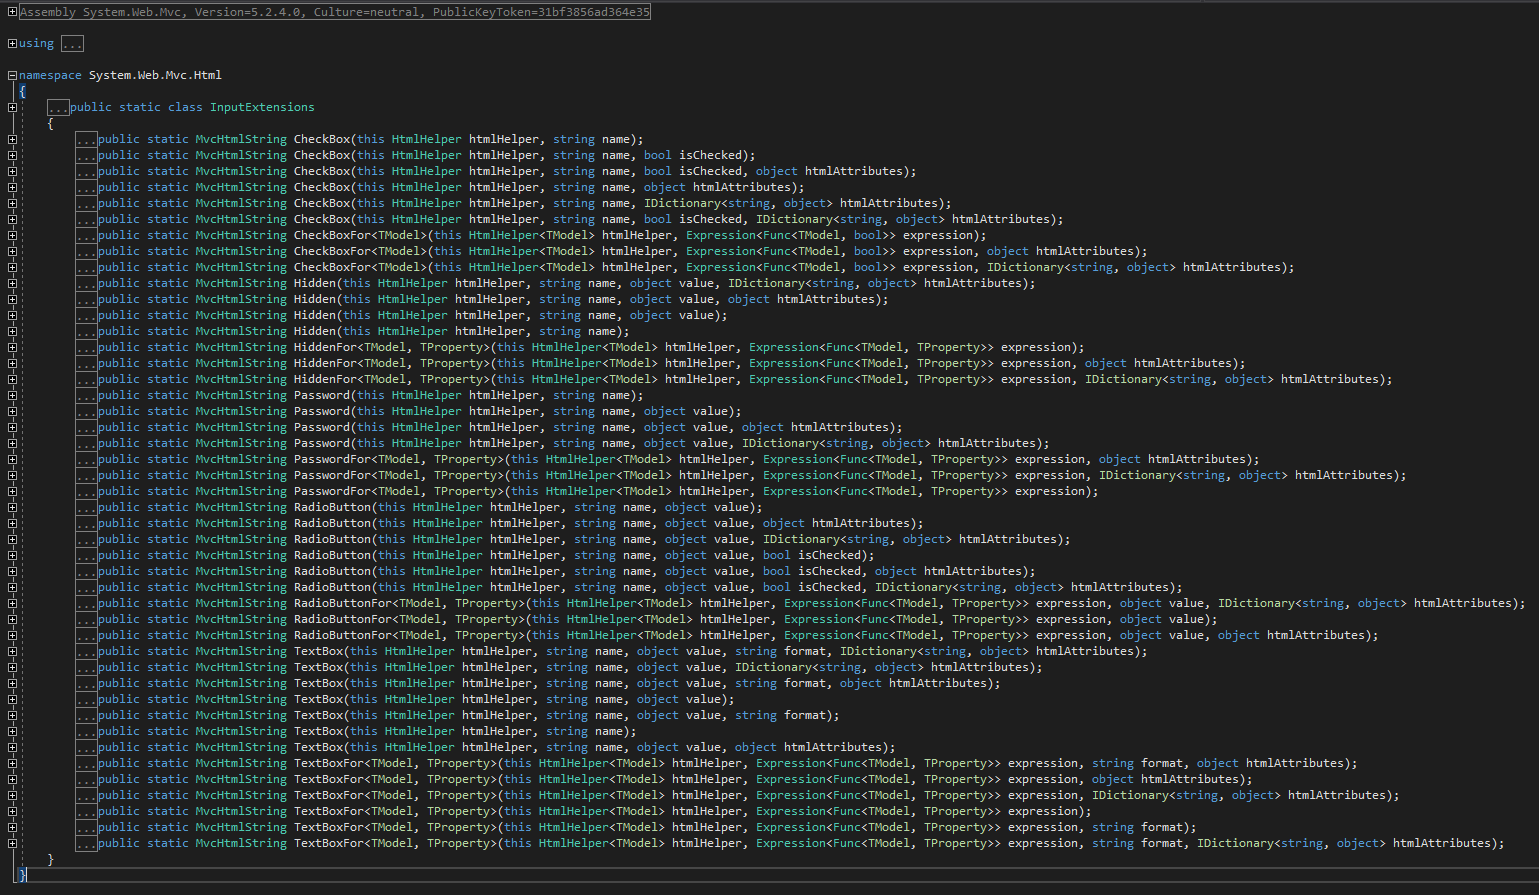 Assembly System.Web.Mvc, Version=5.2.4.0, Culture=neutral, PublicKeyToken=31bf3856ad364e35
using ...
namespace System.Web.Mvc.Html
{
...public static class InputExtensions
{
...public static MvcHtmlString CheckBox(this HtmlHelper htmlHelper, string name);
...public static MvcHtmlString CheckBox(this HtmlHelper htmlHelper, string name, bool isChecked);
...public static MvcHtmlString CheckBox(this HtmlHelper htmlHelper, string name, bool isChecked, object htmlAttributes);
...public static MvcHtmlString CheckBox(this HtmlHelper htmlHelper, string name, object htmlAttributes);
...public static MvcHtmlString CheckBox(this HtmlHelper htmlHelper, string name, IDictionary<string, object> htmlAttributes);
...public static MvcHtmlString CheckBox(this HtmlHelper htmlHelper, string name, bool isChecked, IDictionary<string, object> htmlAttributes);
...public static MvcHtmlString CheckBoxFor<TModel>(this HtmlHelper<TModel> htmlHelper, Expression<Func<TModel, bool>> expression);
...public static MvcHtmlString CheckBoxFor<TModel>(this HtmlHelper<TModel> htmlHelper, Expression<Func<TModel, bool>> expression, object htmlAttributes);
...public static MvcHtmlString CheckBoxFor<TModel>(this HtmlHelper<TModel> htmlHelper, Expression<Func<TModel, bool>> expression, IDictionary<string, object> htmlAttributes);
...public static MvcHtmlString Hidden(this HtmlHelper htmlHelper, string name, object value, IDictionary<string, object> htmlAttributes);
...public static MvcHtmlString Hidden(this HtmlHelper htmlHelper, string name, object value, object htmlAttributes);
...public static MvcHtmlString Hidden(this HtmlHelper htmlHelper, string name, object value);
...public static MvcHtmlString Hidden(this HtmlHelper htmlHelper, string name);
...public static MvcHtmlString HiddenFor<TModel, TProperty>(this HtmlHelper<TModel> htmlHelper, Expression<Func<TModel, TProperty>> expression);
...public static MvcHtmlString HiddenFor<TModel, TProperty>(this HtmlHelper<TModel> htmlHelper, Expression<Func<TModel, TProperty>> expression, object htmlAttributes);
...public static MvcHtmlString HiddenFor<TModel, TProperty>(this HtmlHelper<TModel> htmlHelper, Expression<Func<TModel, TProperty>> expression, IDictionary<string, object> htmlAttributes);
...public static MvcHtmlString Password(this HtmlHelper htmlHelper, string name);
...public static MvcHtmlString Password(this HtmlHelper htmlHelper, string name, object value);
...public static MvcHtmlString Password(this HtmlHelper htmlHelper, string name, object value, object htmlAttributes);
...public static MvcHtmlString Password(this HtmlHelper htmlHelper, string name, object value, IDictionary<string, object> htmlAttributes);
...public static MvcHtmlString PasswordFor<TModel, TProperty>(this HtmlHelper<TModel> htmlHelper, Expression<Func<TModel, TProperty>> expression, object htmlAttributes);
...public static MvcHtmlString PasswordFor<TModel, TProperty>(this HtmlHelper<TModel> htmlHelper, Expression<Func<TModel, TProperty>> expression, IDictionary<string, object> htmlAttributes);
...public static MvcHtmlString PasswordFor<TModel, TProperty>(this HtmlHelper<TModel> htmlHelper, Expression<Func<TModel, TProperty>> expression);
...public static MvcHtmlString RadioButton(this HtmlHelper htmlHelper, string name, object value);
...public static MvcHtmlString RadioButton(this HtmlHelper htmlHelper, string name, object value, object htmlAttributes);
...public static MvcHtmlString RadioButton(this HtmlHelper htmlHelper, string name, object value, IDictionary<string, object> htmlAttributes);
...public static MvcHtmlString RadioButton(this HtmlHelper htmlHelper, string name, object value, bool isChecked);
...public static MvcHtmlString RadioButton(this HtmlHelper htmlHelper, string name, object value, bool isChecked, object htmlAttributes);
...public static MvcHtmlString RadioButton(this HtmlHelper htmlHelper, string name, object value, bool isChecked, IDictionary<string, object> htmlAttributes);
...public static MvcHtmlString RadioButtonFor<TModel, TProperty>(this HtmlHelper<TModel> htmlHelper, Expression<Func<TModel, TProperty>> expression, object value, IDictionary<string, object> htmlAttributes);
...public static MvcHtmlString RadioButtonFor<TModel, TProperty>(this HtmlHelper<TModel> htmlHelper, Expression<Func<TModel, TProperty>> expression, object value);
...public static MvcHtmlString RadioButtonFor<TModel, TProperty>(this HtmlHelper<TModel> htmlHelper, Expression<Func<TModel, TProperty>> expression, object value, object htmlAttributes);
...public static MvcHtmlString TextBox(this HtmlHelper htmlHelper, string name, object value, string format, IDictionary<string, object> htmlAttributes);
...public static MvcHtmlString TextBox(this HtmlHelper htmlHelper, string name, object value, IDictionary<string, object> htmlAttributes);
...public static MvcHtmlString TextBox(this HtmlHelper htmlHelper, string name, object value, string format, object htmlAttributes);
...public static MvcHtmlString TextBox(this HtmlHelper htmlHelper, string name, object value);
...public static MvcHtmlString TextBox(this HtmlHelper htmlHelper, string name, object value, string format);
...public static MvcHtmlString TextBox(this HtmlHelper htmlHelper, string name);
...public static MvcHtmlString TextBox(this HtmlHelper htmlHelper, string name, object value, object htmlAttributes);
...public static MvcHtmlString TextBoxFor<TModel, TProperty>(this HtmlHelper<TModel> htmlHelper, Expression<Func<TModel, TProperty>> expression, string format, object htmlAttributes);
...public static MvcHtmlString TextBoxFor<TModel, TProperty>(this HtmlHelper<TModel> htmlHelper, Expression<Func<TModel, TProperty>> expression, object htmlAttributes);
...public static MvcHtmlString TextBoxFor<TModel, TProperty>(this HtmlHelper<TModel> htmlHelper, Expression<Func<TModel, TProperty>> expression, IDictionary<string, object> htmlAttributes);
...public static MvcHtmlString TextBoxFor<TModel, TProperty>(this HtmlHelper<TModel> htmlHelper, Expression<Func<TModel, TProperty>> expression);
...public static MvcHtmlString TextBoxFor<TModel, TProperty>(this HtmlHelper<TModel> htmlHelper, Expression<Func<TModel, TProperty>> expression, string format);
...public static MvcHtmlString TextBoxFor<TModel, TProperty>(this HtmlHelper<TModel> htmlHelper, Expression<Func<TModel, TProperty>> expression, string format, IDictionary<string, object> htmlAttributes);
}
}